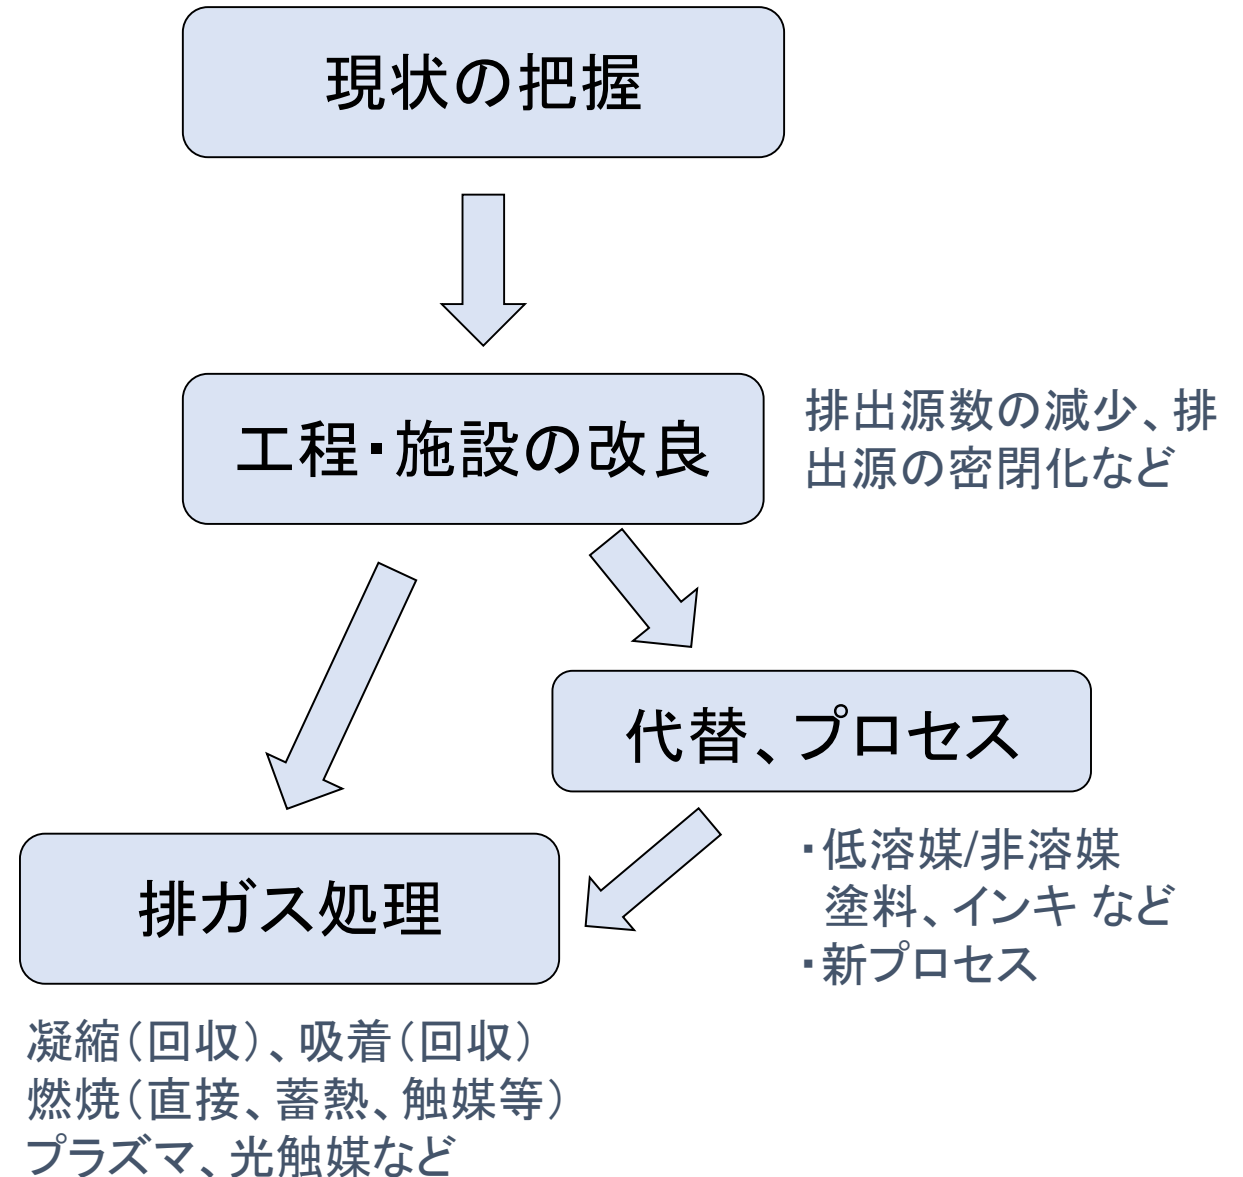 現状の把握
工程・施設の改良
排出源数の減少、排
出源の密閉化など
代替、プロセス
・低溶媒/非溶媒
塗料、インキ など
・新プロセス
排ガス処理
凝縮（回収）、吸着（回収）
燃焼（直接、蓄熱、触媒等）
プラズマ、光触媒など